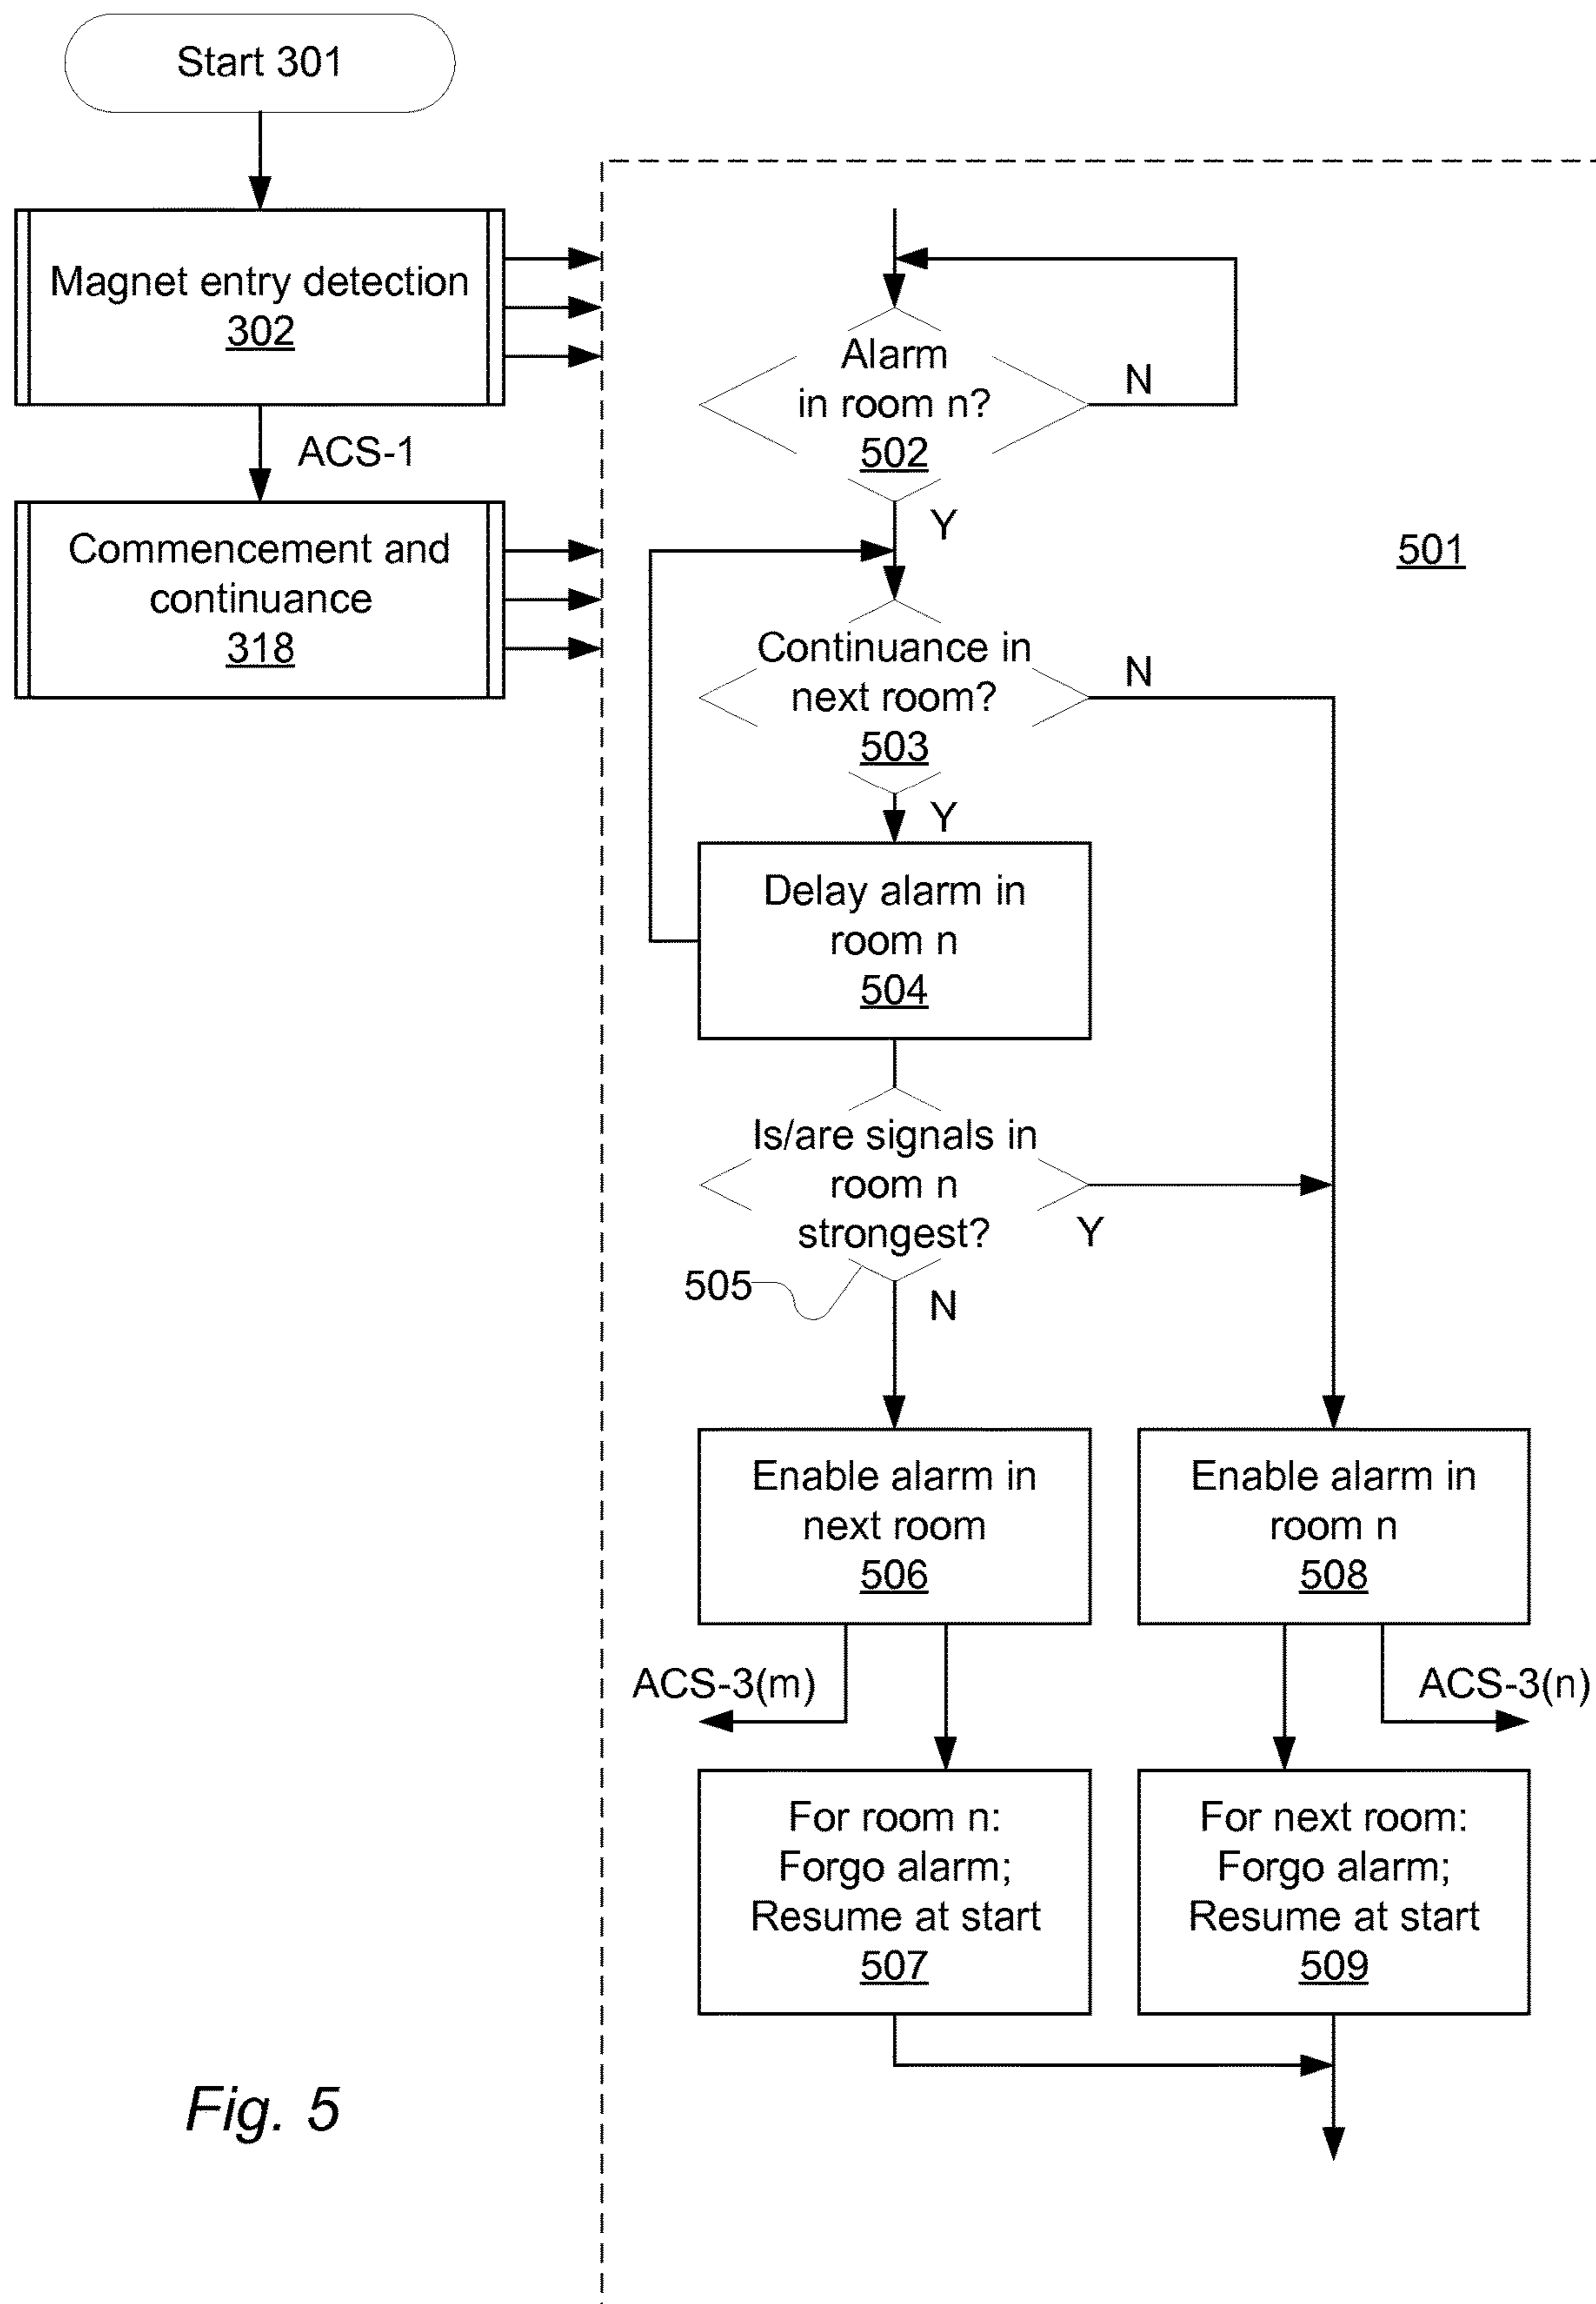 Start 301
Magnet entry detection
302
ACS-1
Commencement and
continuance
318
Alarm
in room n?
502
N
Y
501
Continuance in
next room?
503
N
Y
Delay alarm in
room n
504
Is/are signals in
room n
strongest?
Y
505
N
Enable alarm in
next room
506
Enable alarm in
room n
508
ACS-3(m)
ACS-3(n)
For room n:
Forgo alarm;
Resume at start
507
For next room:
Forgo alarm;
Resume at start
509
Fig. 5